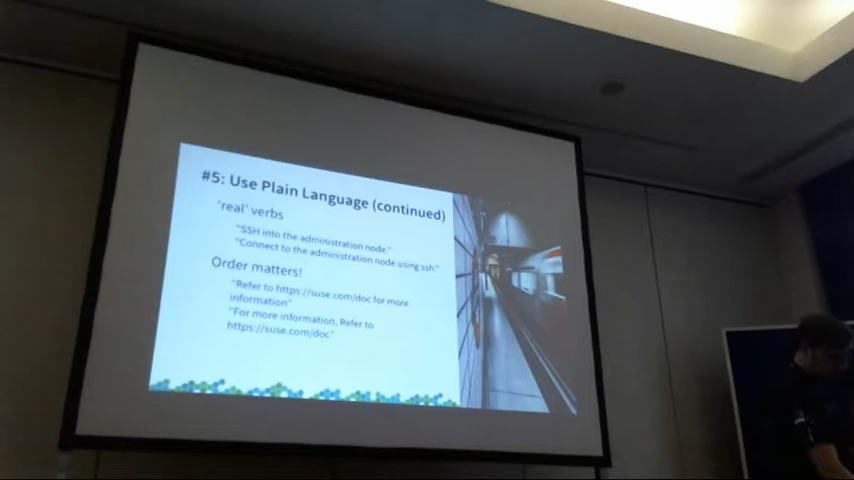 #5: Use Plain Language (continued)
'real' verbs
"SSH into the administration node."
"Connect to the administration node using ssh."
Order matters!
"Refer to https://suse.com/doc for more
information"
"For more information, Refer to
https://suse.com/doc"